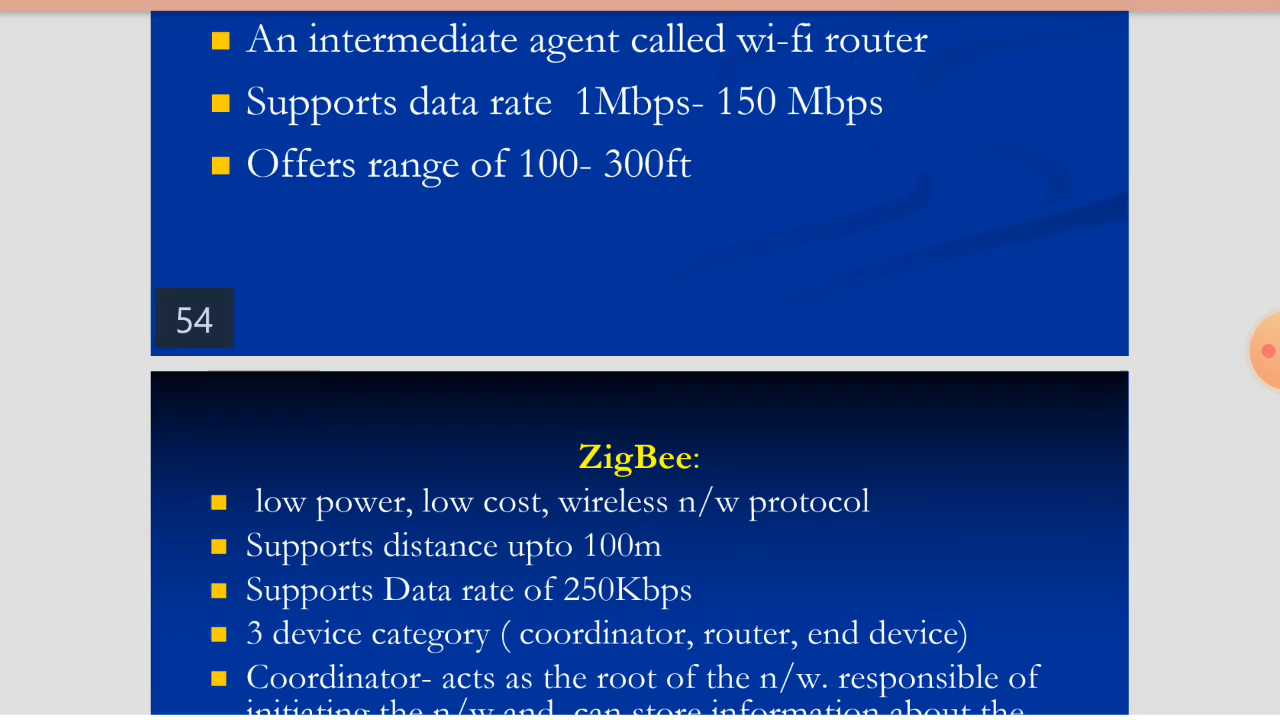 An intermediate agent called wi-fi router
Supports data rate 1Mbps- 150 Mbps
Offers range of 100- 300ft
54
ZigBee:
low power, low cost, wireless n/w protocol
Supports distance upto 100m
Supports Data rate of 250Kbps
3 device category ( coordinator, router, end device)
Coordinator- acts as the root of the n/w. responsible of
initiating the n/w and can store information about the